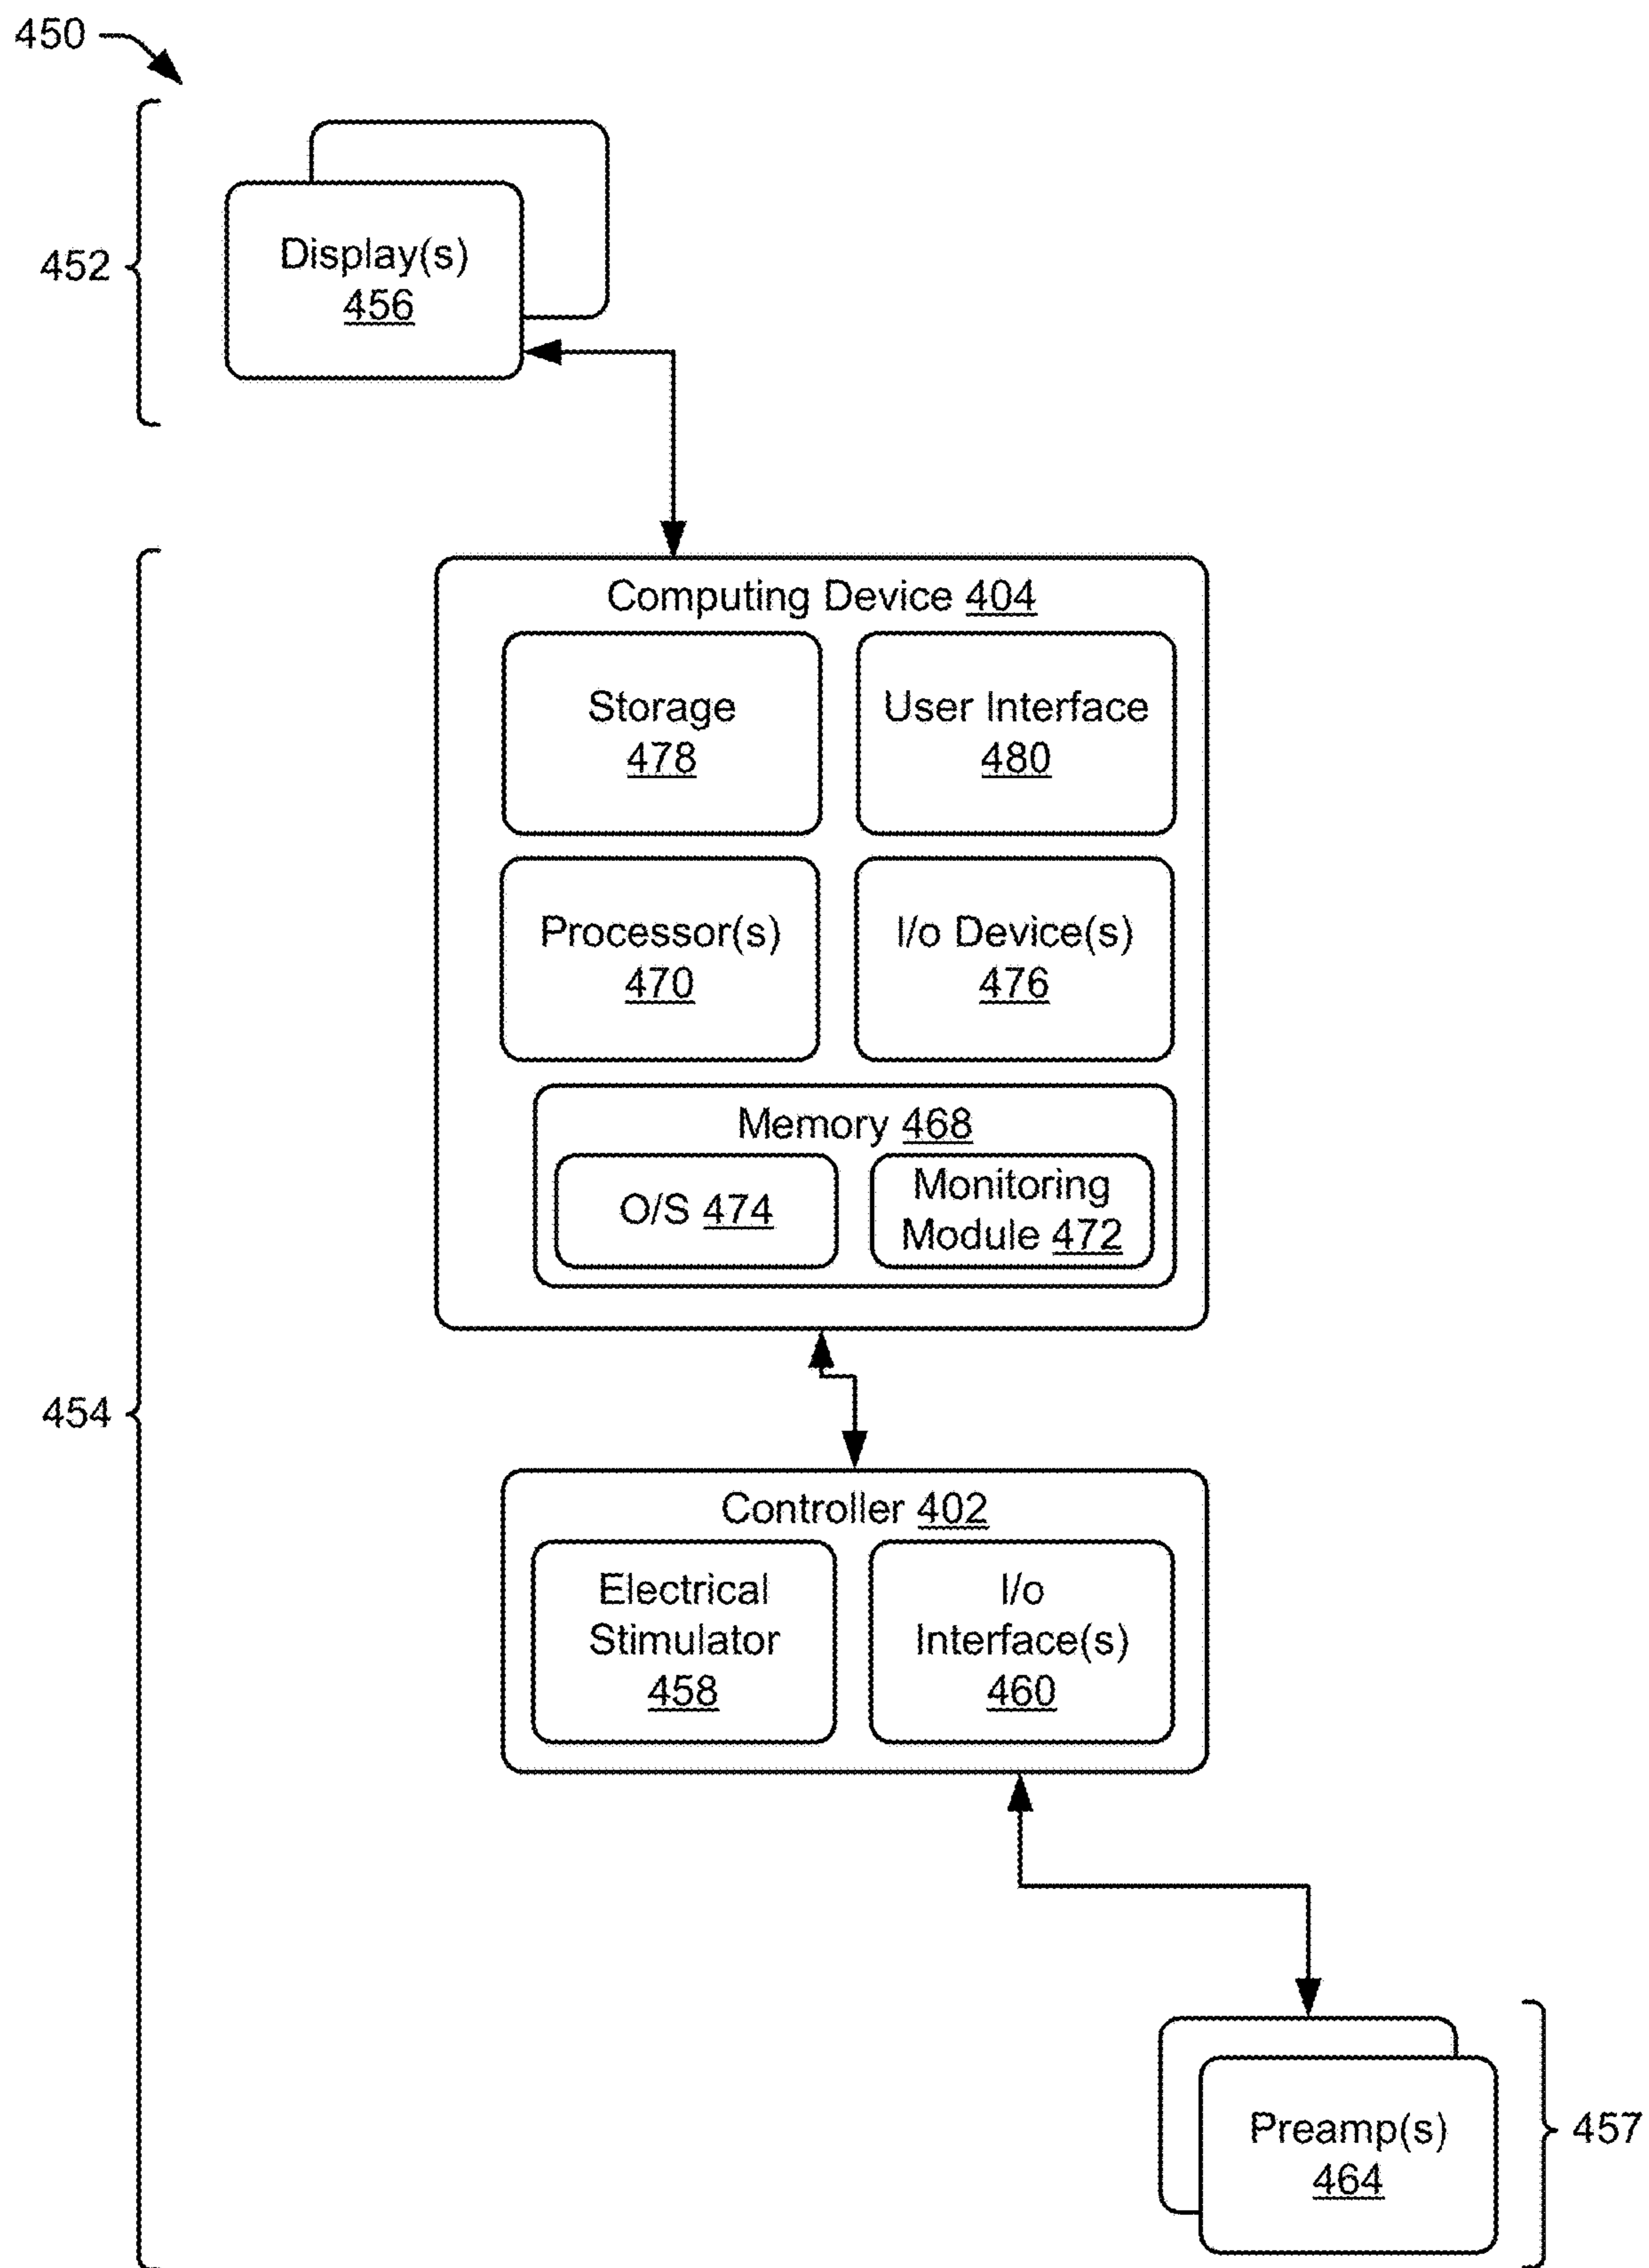 450
452
Display(s)
456
Computing Device 404
Storage
478
User Interface
480
Processor(s)
470
I/o Device(s)
476
Memory 468
O/S 474
Monitoring
Module 472
454
Controller 402
Electrical
Stimulator
458
I/o
Interface(s)
460
Preamp(s)
464
457